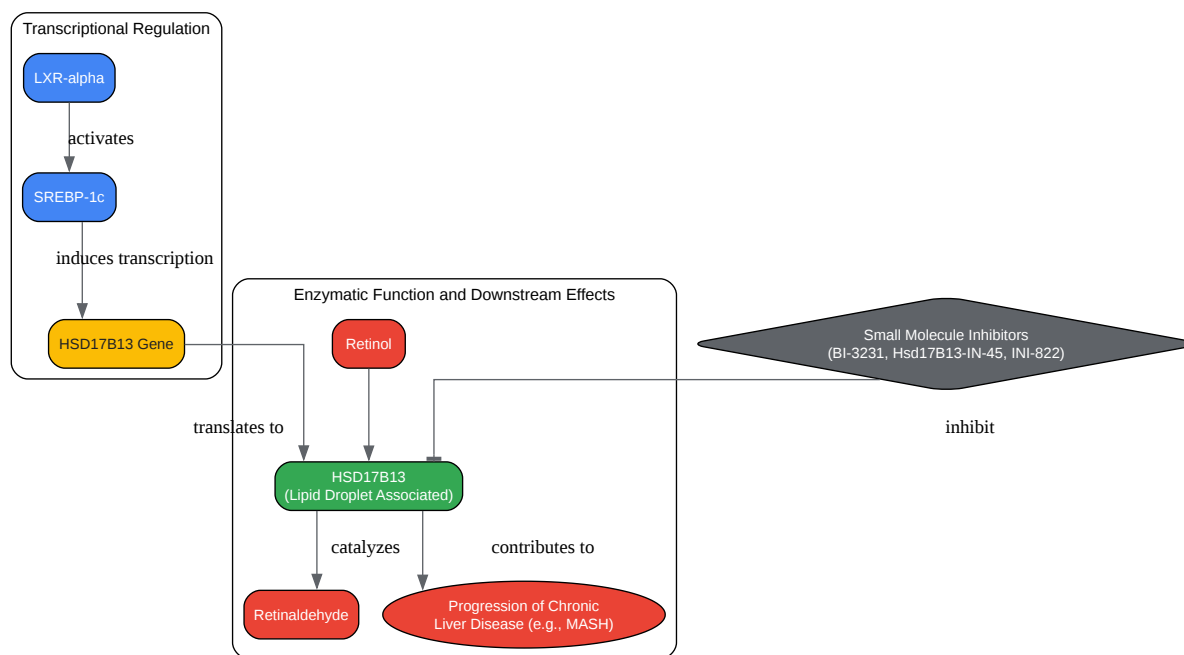 Transcriptional Regulation
LXR-alpha
activates
SREBP-1c
induces transcription
HSD17B13 Gene
Enzymatic Function and Downstream Effects
Retinol
Small Molecule Inhibitors
(BI-3231, Hsd17B13-IN-45, INI-822)
translates to
inhibit
HSD17B13
(Lipid Droplet Associated)
catalyzes
contributes to
Retinaldehyde
Progression of Chronic
Liver Disease (e.g., MASH)